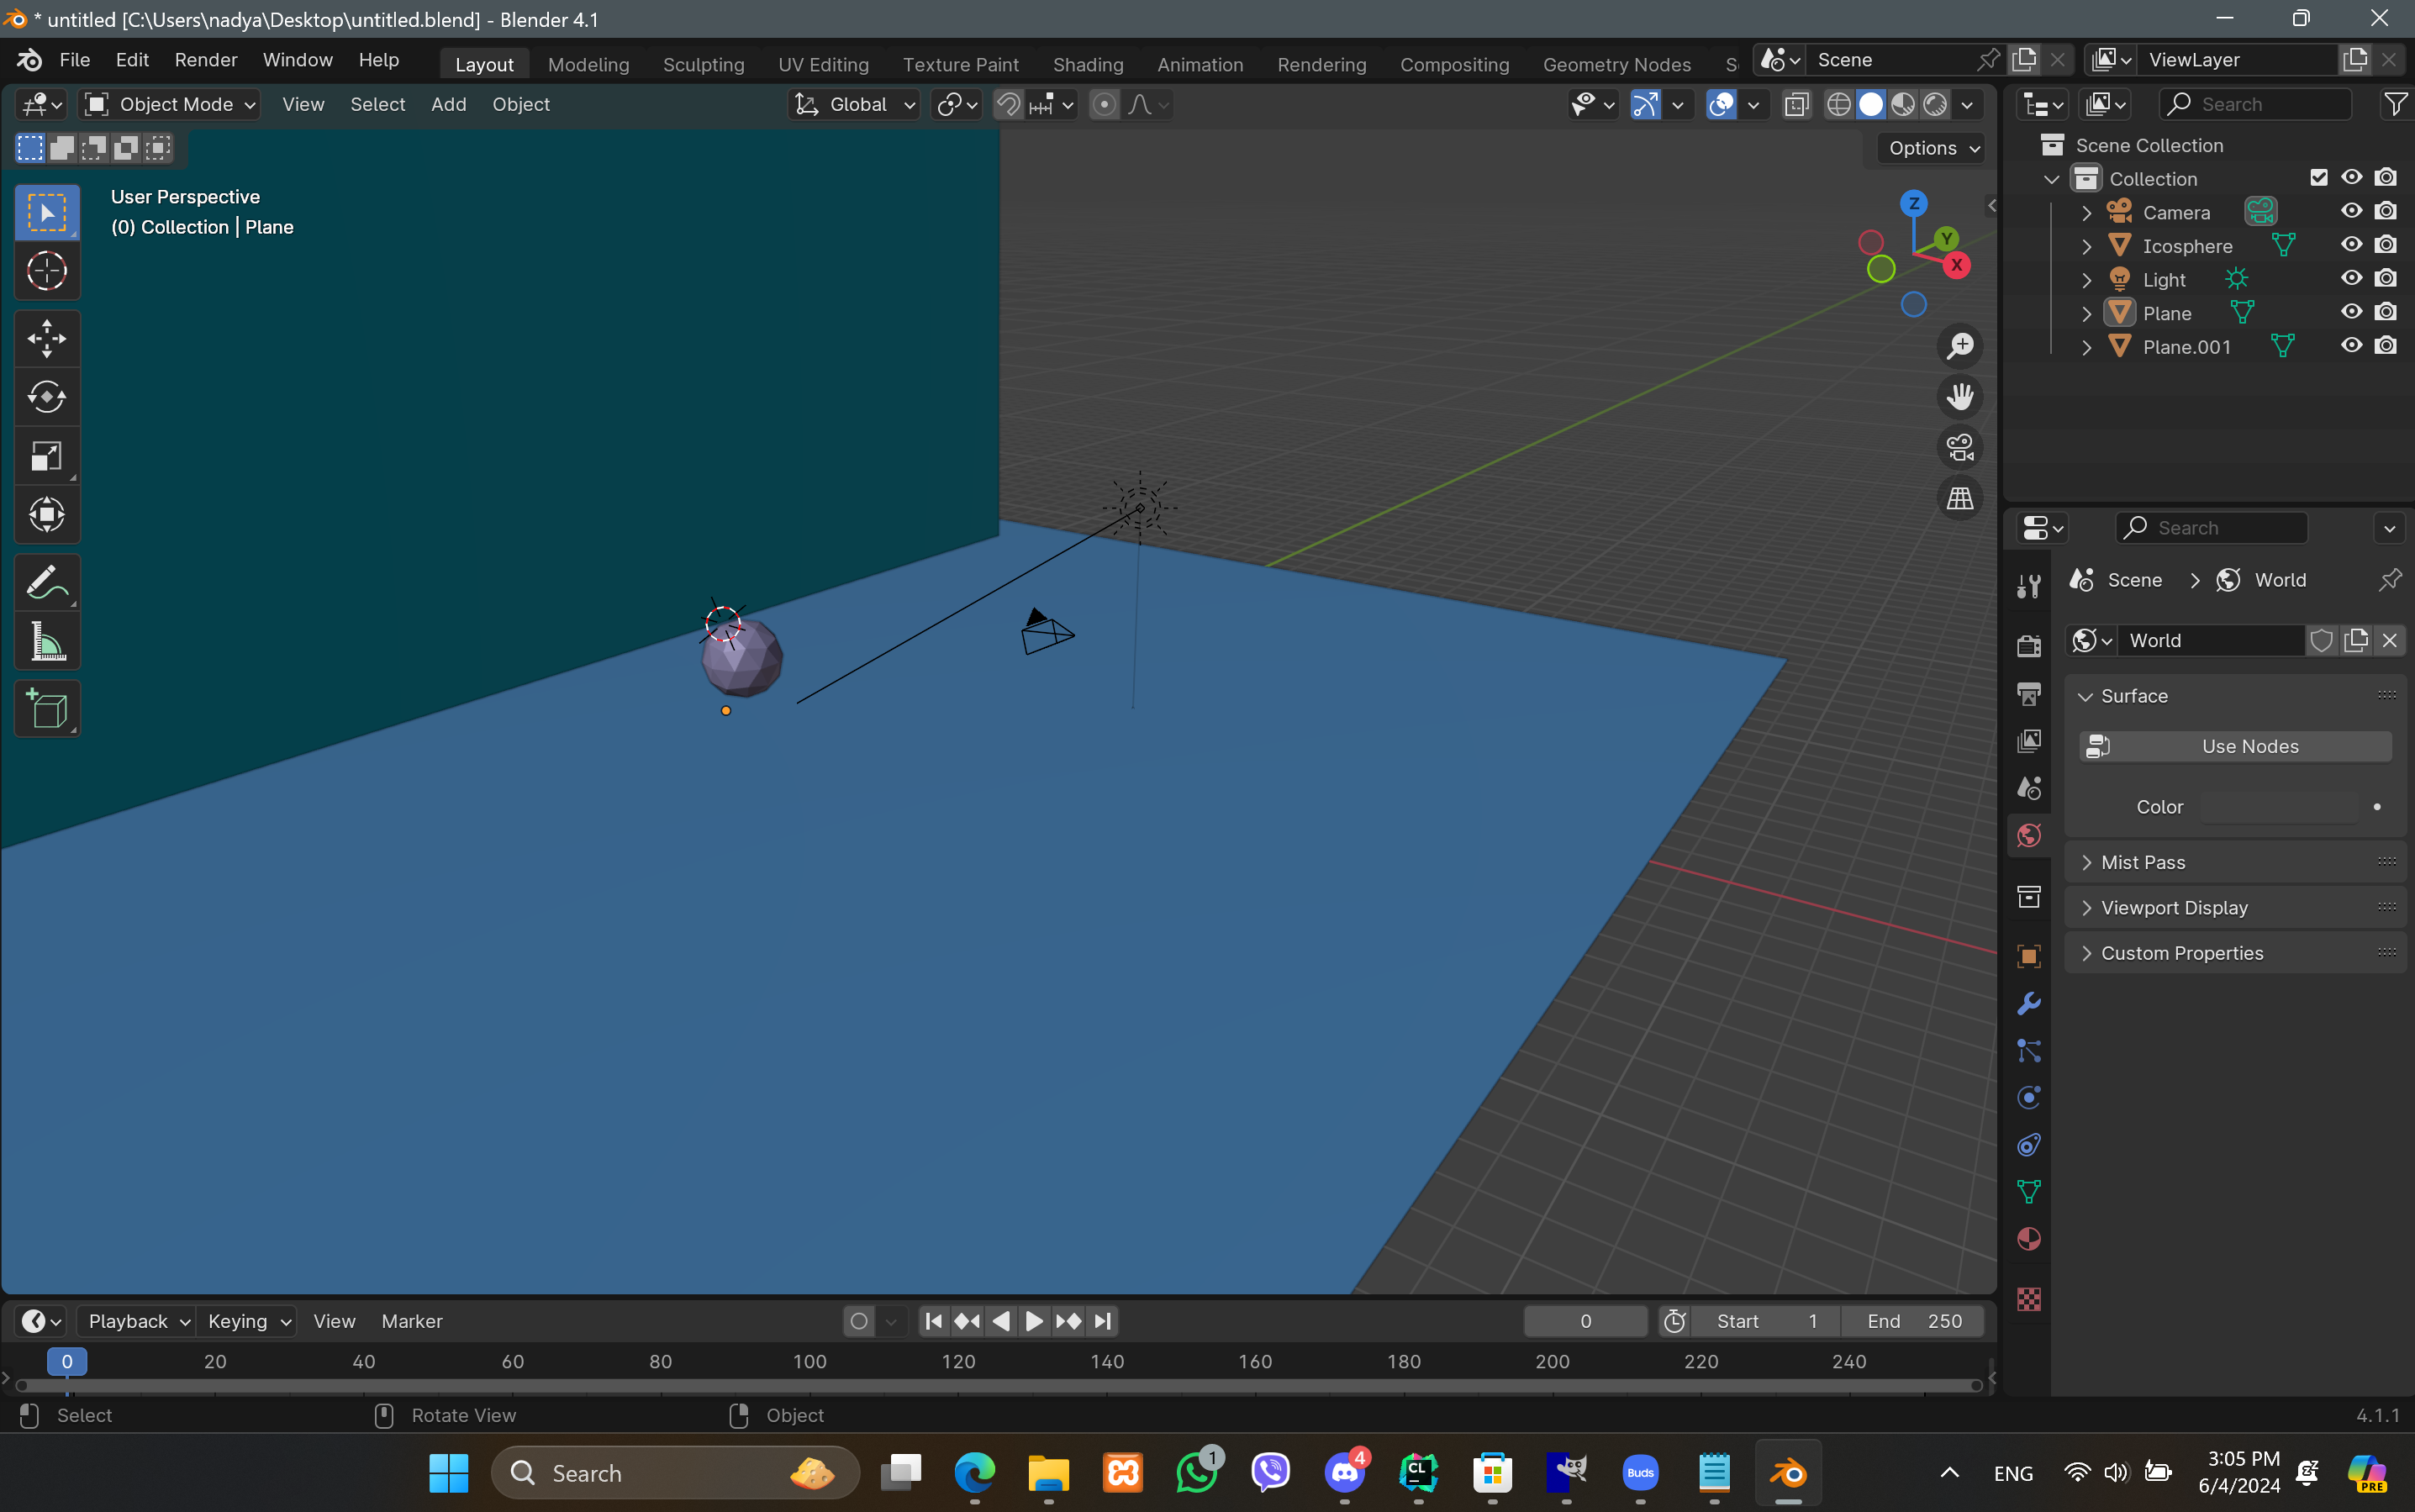 * untitled [C:\Users\nadya\Desktop\untitled.blend] - Blender 4.1
File Edit Render Window Help Layout Modeling Sculpting UV Editing Texture Paint Shading Animation Rendering Compositing Geometry Nodes Scene ViewLayer
Object Mode View Select Add Object Global Search
Options
User Perspective
(0) Collection | Plane
Z
Y
X
Scene Collection
Collection
Camera
Icosphere
Light
Plane
Plane.001
Search
Scene > World
World
Surface
Use Nodes
Color
Mist Pass
Viewport Display
Custom Properties
Playback Keying View Marker 0 Start 1 End 250
0 20 40 60 80 100 120 140 160 180 200 220 240
Select Rotate View Object 4.1.1
Search 1 4 CL Buds ENG 3:05 PM
6/4/2024
PRE